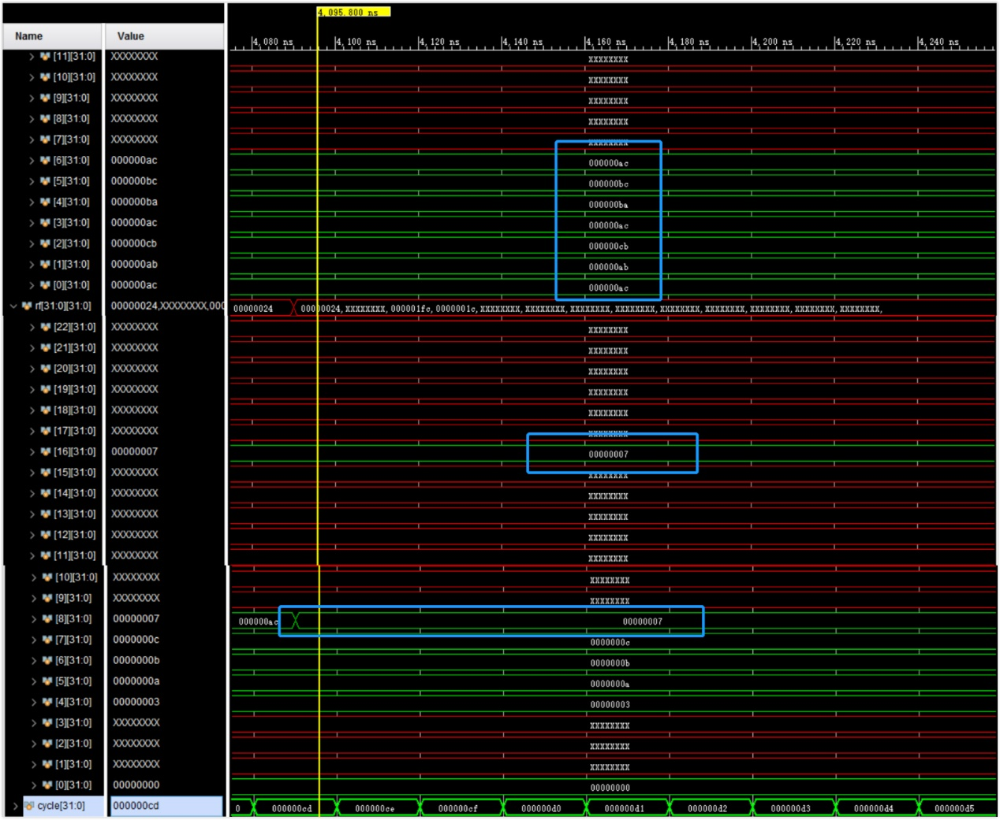 4,095.800 ns
Name Value 4,080 ns 4,100 ns 4,120 ns 4,140 ns 4,160 ns 4,180 ns 4,200 ns 4,220 ns 4,240 ns
[11][31:0] XXXXXXXX XXXXXXXX
[10][31:0] XXXXXXXX XXXXXXXX
[9][31:0] XXXXXXXX XXXXXXXX
[8][31:0] XXXXXXXX XXXXXXXX
[7][31:0] XXXXXXXX XXXXXXXX
[6][31:0] 000000ac 000000ac
[5][31:0] 000000bc 000000bc
[4][31:0] 000000ba 000000ba
[3][31:0] 000000ac 000000ac
[2][31:0] 000000cb 000000cb
[1][31:0] 000000ab 000000ab
[0][31:0] 000000ac 000000ac
rf[31:0][31:0] 00000024,XXXXXXXX,000 00000024 00000024,XXXXXXXX,000001fc,0000001c,XXXXXXXX,XXXXXXXX,XXXXXXXX,XXXXXXXX,XXXXXXXX,XXXXXXXX,XXXXXXXX,XXXXXXXX,XXXXXXXX,
[22][31:0] XXXXXXXX XXXXXXXX
[21][31:0] XXXXXXXX XXXXXXXX
[20][31:0] XXXXXXXX XXXXXXXX
[19][31:0] XXXXXXXX XXXXXXXX
[18][31:0] XXXXXXXX XXXXXXXX
[17][31:0] XXXXXXXX XXXXXXXX
[16][31:0] 00000007 00000007
[15][31:0] XXXXXXXX XXXXXXXX
[14][31:0] XXXXXXXX XXXXXXXX
[13][31:0] XXXXXXXX XXXXXXXX
[12][31:0] XXXXXXXX XXXXXXXX
[11][31:0] XXXXXXXX XXXXXXXX
[10][31:0] XXXXXXXX XXXXXXXX
[9][31:0] XXXXXXXX XXXXXXXX
[8][31:0] 00000007 000000ac 00000007
[7][31:0] 0000000c 0000000c
[6][31:0] 0000000b 0000000b
[5][31:0] 0000000a 0000000a
[4][31:0] 00000003 00000003
[3][31:0] XXXXXXXX XXXXXXXX
[2][31:0] XXXXXXXX XXXXXXXX
[1][31:0] XXXXXXXX XXXXXXXX
[0][31:0] 00000000 00000000
cycle[31:0] 000000cd 0 000000cd 000000ce 000000cf 000000d0 000000d1 000000d2 000000d3 000000d4 000000d5